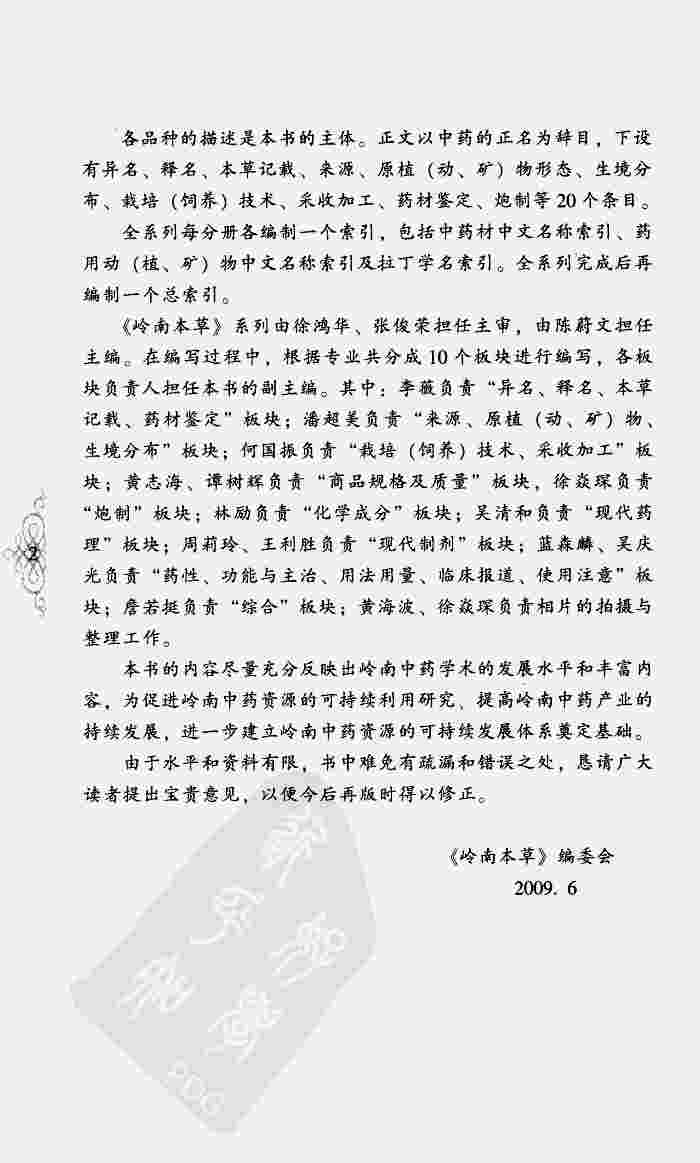 各品种的描述是本书的主体。正文以中药的正名为辞目，下设
有异名、释名、本草记载、来源、原植（动、矿）物形态、生境分
布、栽培（饲养）技术、采收加工、药材鉴定、炮制等20个条目。
全系列每分册各编制一个索引，包括中药材中文名称索引、药
用动（植、矿）物中文名称索引及拉丁学名索引。全系列完成后再
编制一个总索引。
《岭南本草》系列由徐鸿华、张俊荣担任主审，由陈蔚文担任
主编。在编写过程中，根据专业共分成10个板块进行编写，各板
块负责人担任本书的副主编。其中：李薇负责“异名、释名、本草
记载、药材鉴定”板块；潘超美负责“来源、原植（动、矿）物、
生境分布”板块；何国振负责“栽培（饲养）技术、采收加工”板
块；黄志海、谭树辉负责“商品规格及质量”板块，徐焱琛负责
“炮制”板块；林励负责“化学成分”板块；吴清和负责“现代药
理”板块；周莉玲、王利胜负责“现代制剂”板块；蓝森麟、吴庆
光负责“药性、功能与主治、用法用量、临床报道、使用注意”板
块；詹若挺负责“综合”板块；黄海波、徐焱琛负责相片的拍摄与
整理工作。
本书的内容尽量充分反映出岭南中药学术的发展水平和丰富内
容，为促进岭南中药资源的可持续利用研究、提高岭南中药产业的
持续发展，进一步建立岭南中药资源的可持续发展体系奠定基础。
由于水平和资料有限，书中难免有疏漏和错误之处，恳请广大
读者提出宝贵意见，以便今后再版时得以修正。
《岭南本草》编委会
2009. 6
2
PDG